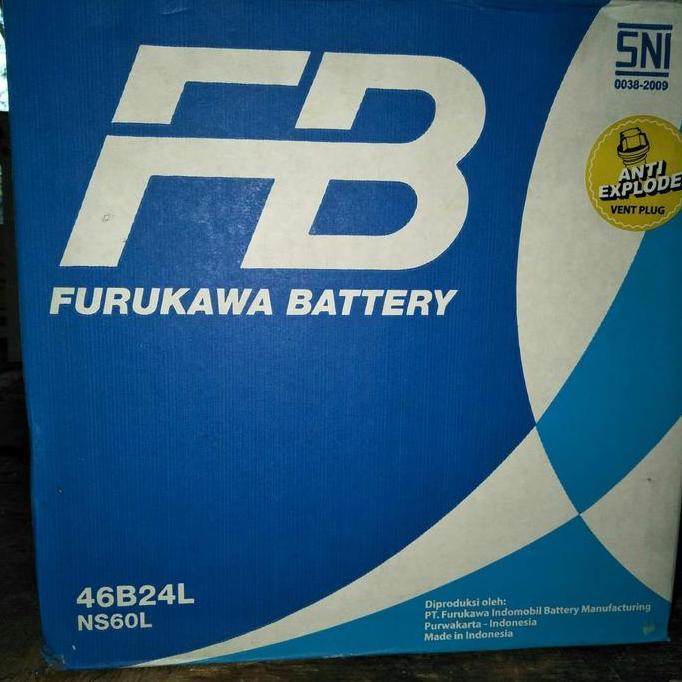 SNI
0038-2009
FB
ANTI
EXPLODE
VENT PLUG
FURUKAWA BATTERY
46B24L
NS60L
Diproduksi oleh:
PT. Furukawa Indomobil Battery Manufacturing
Purwakarta - Indonesia
Made in Indonesia